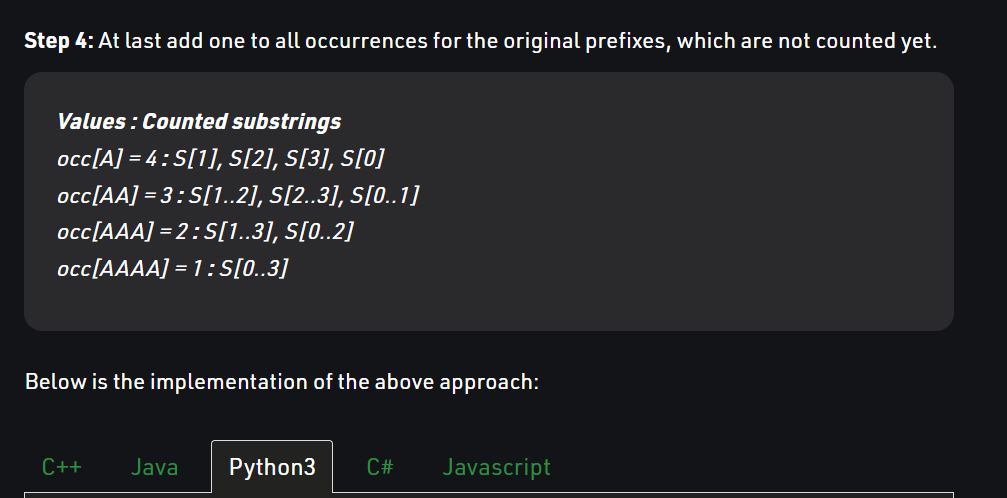 Step 4: At last add one to all occurrences for the original prefixes, which are not counted yet.
Values : Counted substrings
occ[A] = 4 : S[1], S[2], S[3], S[0]
occ[AA] = 3 : S[1..2], S[2..3], S[0..1]
occ[AAA] = 2 : S[1..3], S[0..2]
occ[AAAA] = 1 : S[0..3]
Below is the implementation of the above approach:
C++ Java Python3 C# Javascript